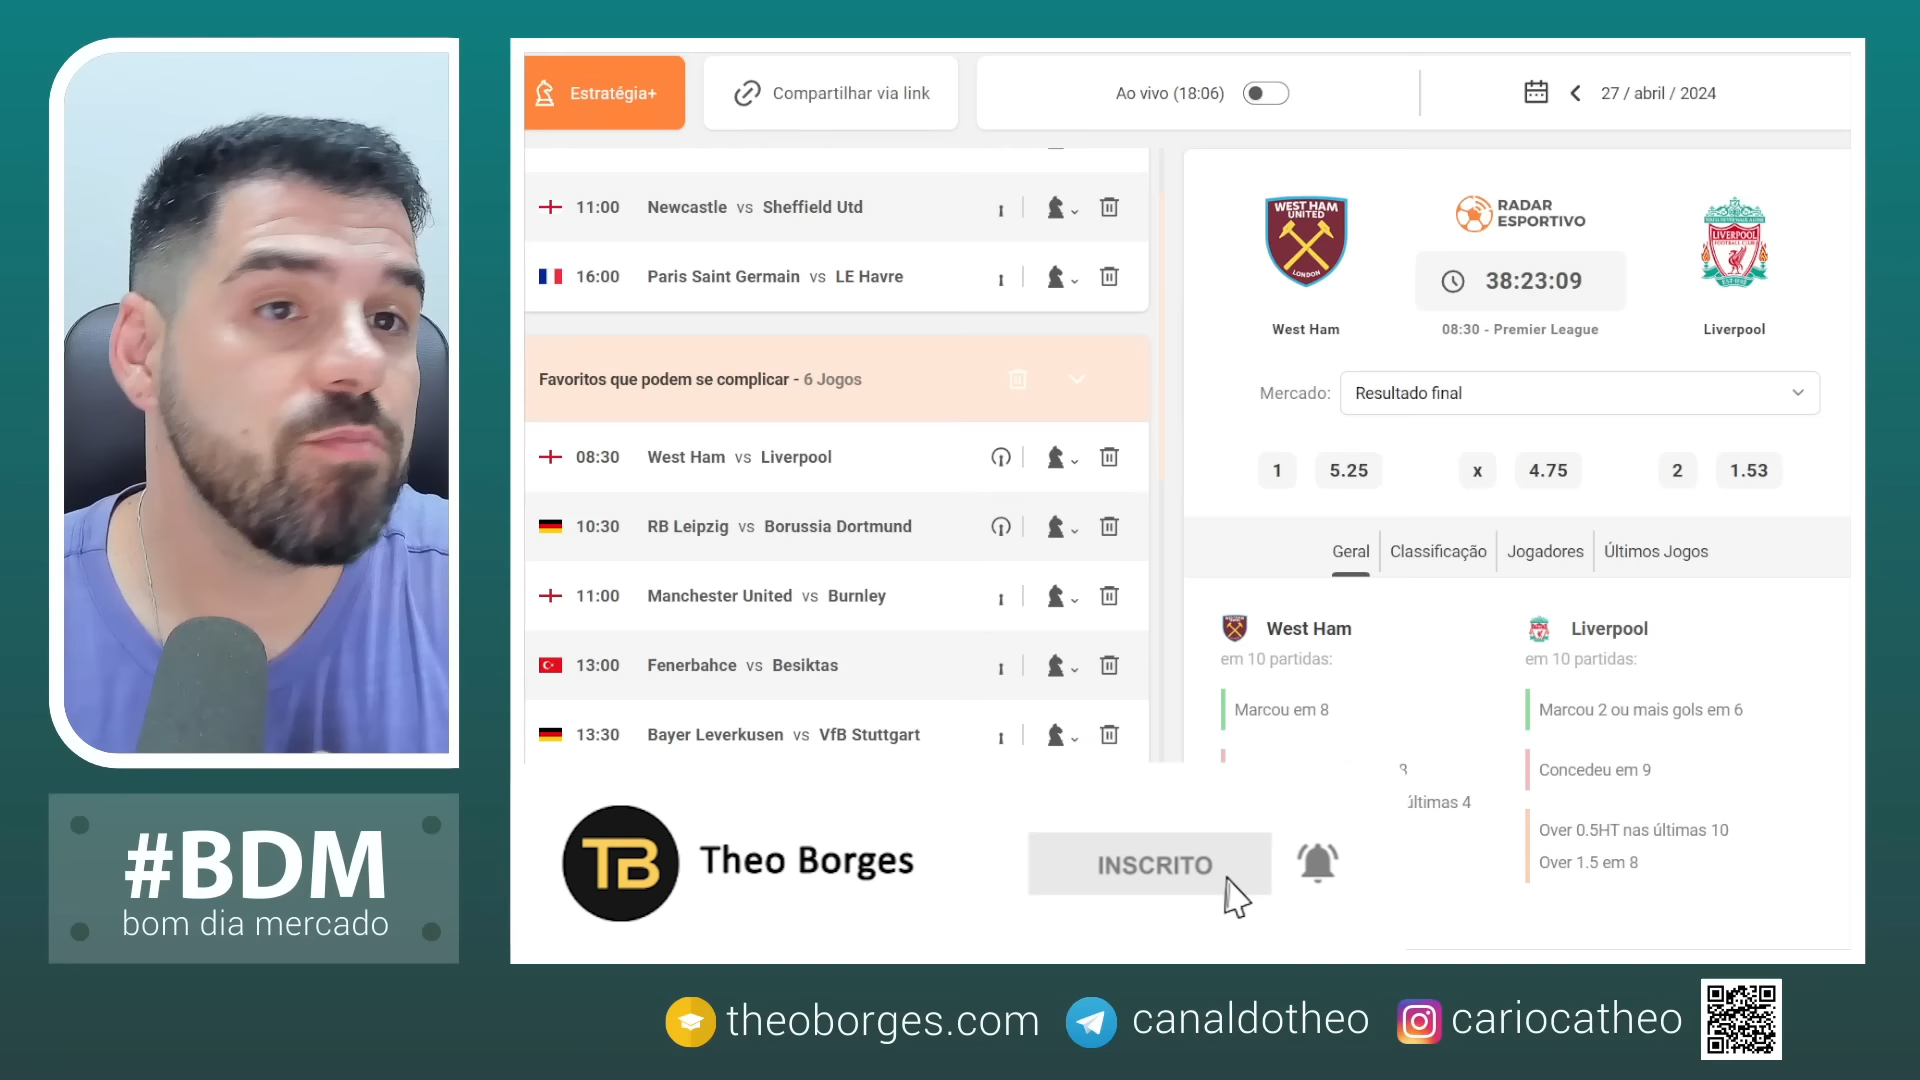 Estratégia+
Compartilhar via link
Ao vivo (18:06)
27 / abril / 2024
11:00 Newcastle vs Sheffield Utd
16:00 Paris Saint Germain vs LE Havre
Favoritos que podem se complicar - 6 Jogos
08:30 West Ham vs Liverpool
10:30 RB Leipzig vs Borussia Dortmund
11:00 Manchester United vs Burnley
13:00 Fenerbahce vs Besiktas
13:30 Bayer Leverkusen vs VfB Stuttgart
WEST HAM
UNITED
LONDON
RADAR
ESPORTIVO
LIVERPOOL
FOOTBALL CLUB
38:23:09
West Ham
08:30 - Premier League
Liverpool
Mercado: Resultado final
1 5.25 x 4.75 2 1.53
Geral Classificação Jogadores Últimos Jogos
West Ham
em 10 partidas:
Marcou em 8
últimas 4
Liverpool
em 10 partidas:
Marcou 2 ou mais gols em 6
Concedeu em 9
Over 0.5HT nas últimas 10
Over 1.5 em 8
TB
Theo Borges
INSCRITO
#BDM
bom dia mercado
theoborges.com
canaldotheo
cariocatheo